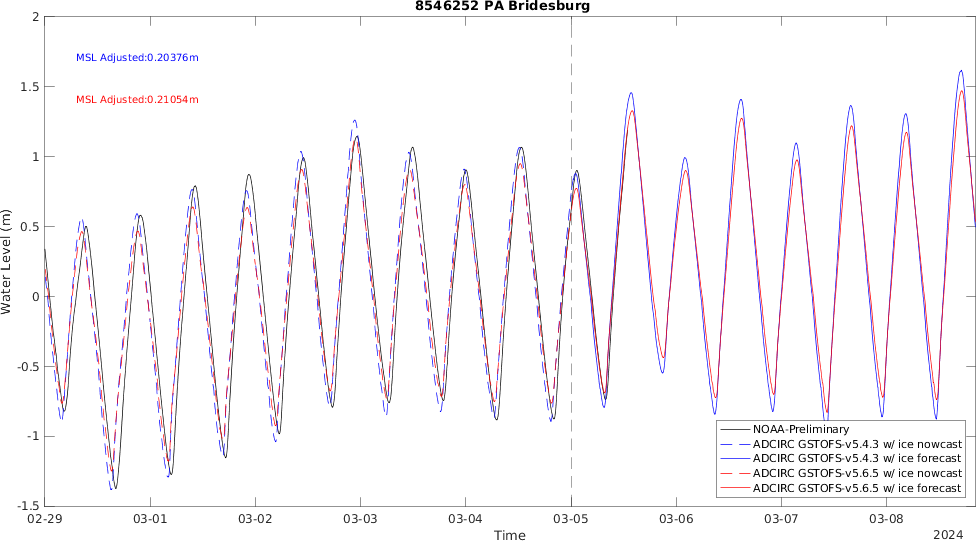 8546252 PA Bridesburg
MSL Adjusted:0.20376m
MSL Adjusted:0.21054m
Water Level (m)
2
1.5
1
0.5
0
-0.5
-1
-1.5
02-29
03-01
03-02
03-03
03-04
03-05
03-06
03-07
03-08
Time
2024
NOAA-Preliminary
ADCIRC GSTOFS-v5.4.3 w/ ice nowcast
ADCIRC GSTOFS-v5.4.3 w/ ice forecast
ADCIRC GSTOFS-v5.6.5 w/ ice nowcast
ADCIRC GSTOFS-v5.6.5 w/ ice forecast